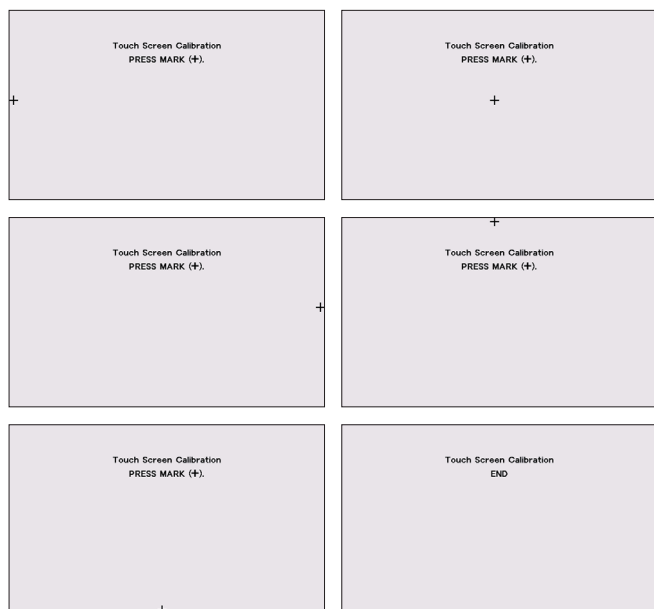 Touch Screen Calibration
PRESS MARK (+).
+
Touch Screen Calibration
PRESS MARK (+).
+
Touch Screen Calibration
PRESS MARK (+).
+
+
Touch Screen Calibration
PRESS MARK (+).
Touch Screen Calibration
PRESS MARK (+).
+
Touch Screen Calibration
END